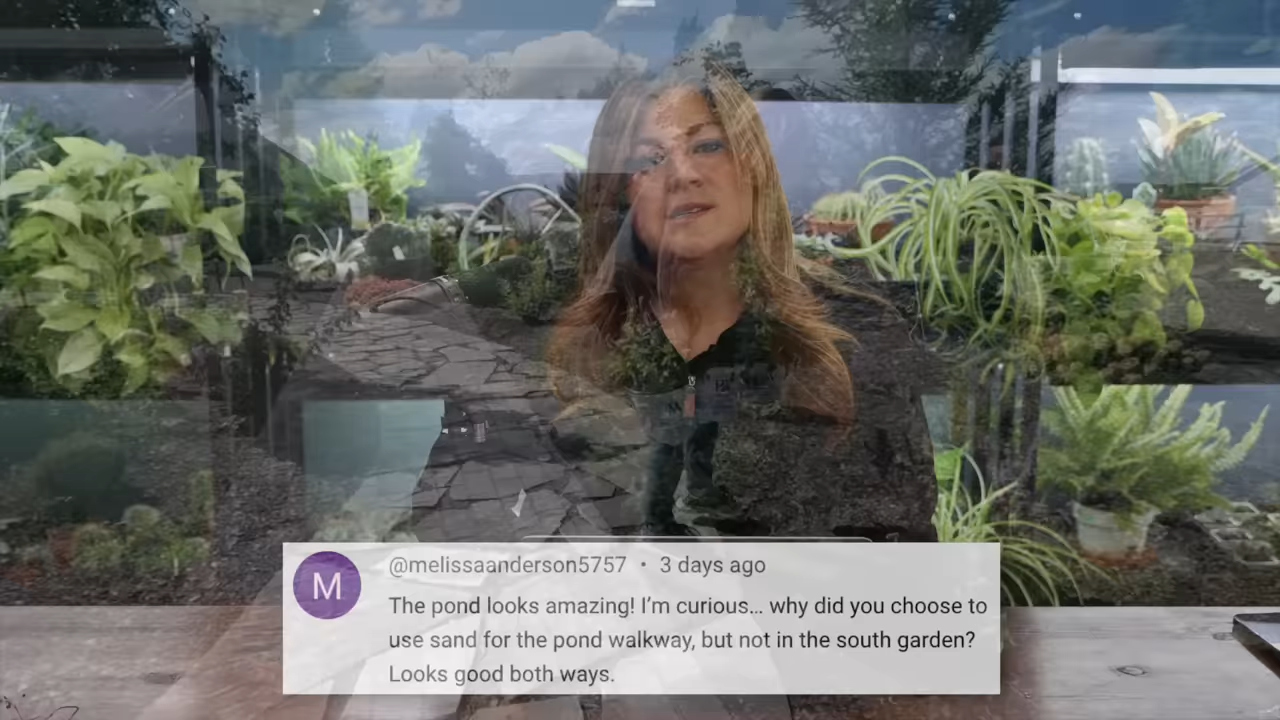 M
@melissaanderson5757 • 3 days ago
The pond looks amazing! I’m curious... why did you choose to
use sand for the pond walkway, but not in the south garden?
Looks good both ways.